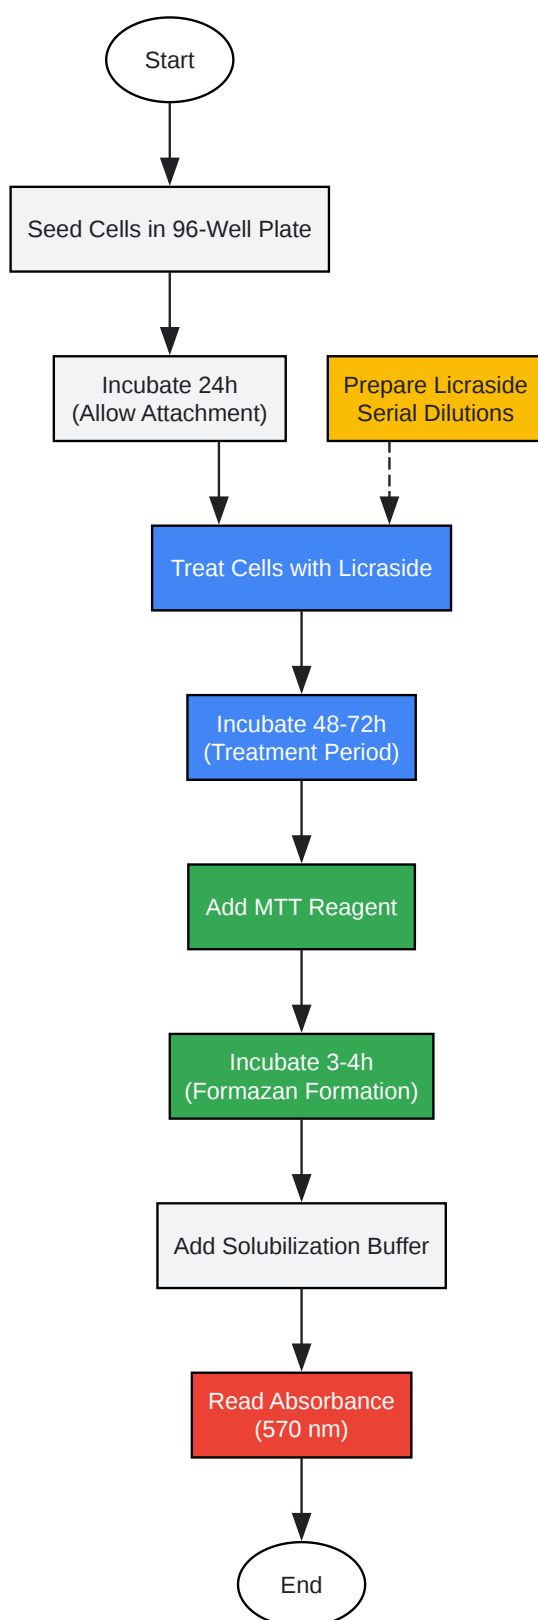 Start
Seed Cells in 96-Well Plate
Incubate 24h
(Allow Attachment)
Prepare Licraside
Serial Dilutions
Treat Cells with Licraside
Incubate 48-72h
(Treatment Period)
Add MTT Reagent
Incubate 3-4h
(Formazan Formation)
Add Solubilization Buffer
Read Absorbance
(570 nm)
End